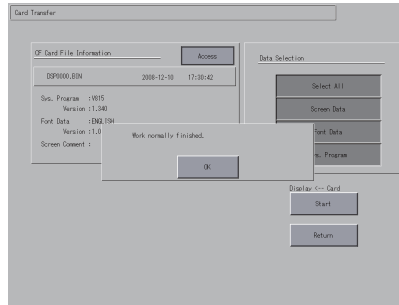 Card Transfer
CF Card File Information
Access
DSP0000.BIN 2008-12-10 17:30:42
Sys. Program :V815
Version :1.340
Font Data :ENGLISH
Version :1.0
Screen Comment :
Work normally finished.
OK
Data Selection
Select All
Screen Data
Font Data
Sys. Program
Display <-- Card
Start
Return